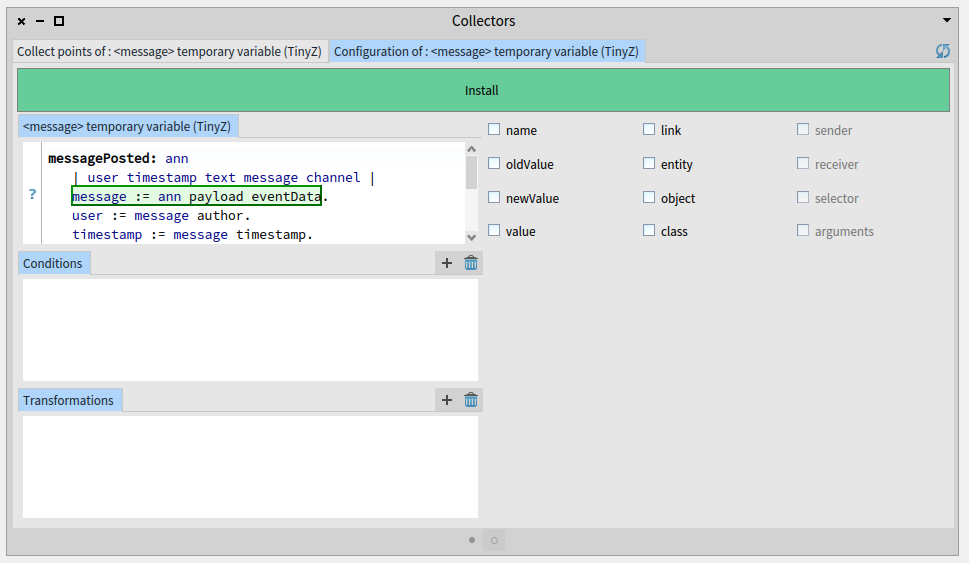 Collectors
Collect points of : <message> temporary variable (TinyZ)
Configuration of : <message> temporary variable (TinyZ)
Install
<message> temporary variable (TinyZ)
?
messagePosted: ann
| user timestamp text message channel |
message := ann payload eventData.
user := message author.
timestamp := message timestamp.
name
link
sender
oldValue
entity
receiver
newValue
object
selector
value
class
arguments
Conditions
Transformations